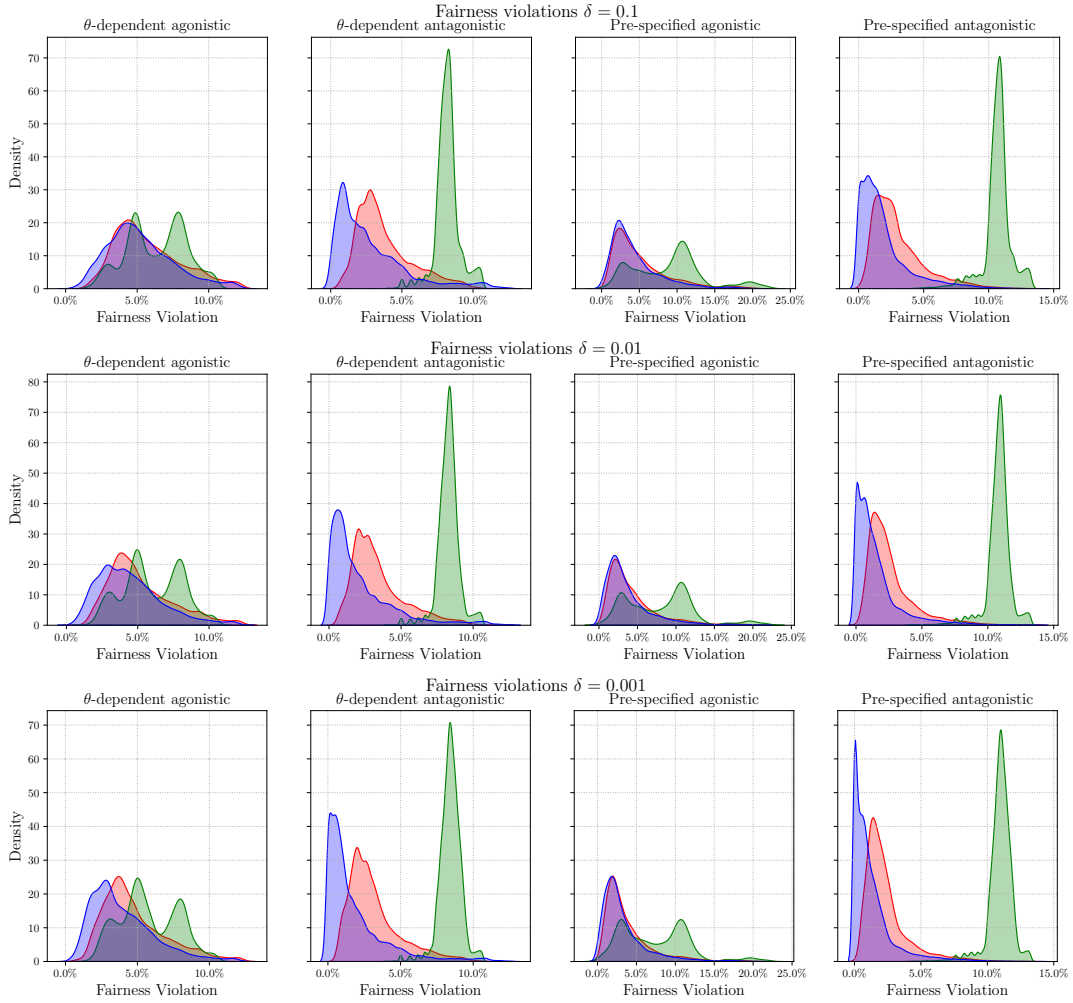 Fairness violations δ = 0.1
θ-dependent agonistic
θ-dependent antagonistic
Pre-specified agonistic
Pre-specified antagonistic
Density
70
60
50
40
30
20
10
0
0.0% 5.0% 10.0%
0.0% 5.0% 10.0%
0.0% 5.0% 10.0% 15.0% 20.0% 25.0%
0.0% 5.0% 10.0% 15.0%
Fairness Violation
Fairness Violation
Fairness Violation
Fairness Violation
Fairness violations δ = 0.01
θ-dependent agonistic
θ-dependent antagonistic
Pre-specified agonistic
Pre-specified antagonistic
Density
80
70
60
50
40
30
20
10
0
0.0% 5.0% 10.0%
0.0% 5.0% 10.0%
0.0% 5.0% 10.0% 15.0% 20.0% 25.0%
0.0% 5.0% 10.0% 15.0%
Fairness Violation
Fairness Violation
Fairness Violation
Fairness Violation
Fairness violations δ = 0.001
θ-dependent agonistic
θ-dependent antagonistic
Pre-specified agonistic
Pre-specified antagonistic
Density
70
60
50
40
30
20
10
0
0.0% 5.0% 10.0%
0.0% 5.0% 10.0%
0.0% 5.0% 10.0% 15.0% 20.0% 25.0%
0.0% 5.0% 10.0% 15.0%
Fairness Violation
Fairness Violation
Fairness Violation
Fairness Violation